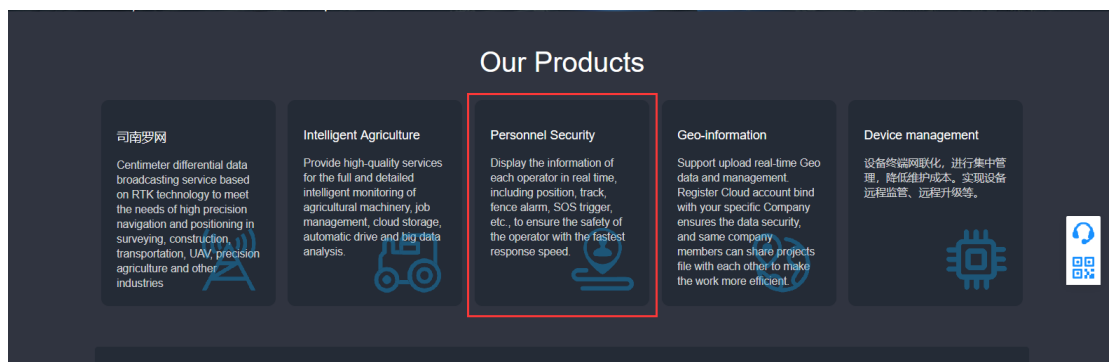 Our Products
司南罗网
Centimeter differential data
broadcasting service based
on RTK technology to meet
the needs of high precision
navigation and positioning in
surveying, construction,
transportation, UAV, precision
agriculture and other
industries
Intelligent Agriculture
Provide high-quality services
for the full and detailed
intelligent monitoring of
agricultural machinery, job
management, cloud storage,
automatic drive and big data
analysis.
Personnel Security
Display the information of
each operator in real time,
including position, track,
fence alarm, SOS trigger,
etc., to ensure the safety of
the operator with the fastest
response speed.
Geo-information
Support upload real-time Geo
data and management.
Register Cloud account bind
with your specific Company
ensures the data security,
and same company
members can share projects
file with each other to make
the work more efficient.
Device management
设备终端网联化，进行集中管
理，降低维护成本。实现设备
远程监管、远程升级等。